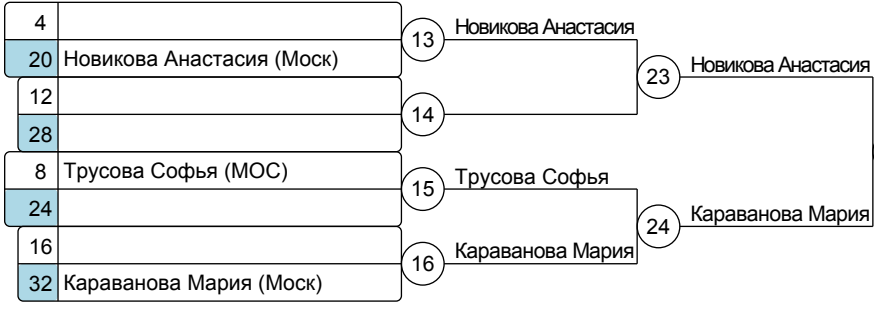 4
13
Новикова Анастасия
20 Новикова Анастасия (Моск)
23
Новикова Анастасия
12
14
28
8 Трусова Софья (МОС)
15
Трусова Софья
24
24
Караванова Мария
16
16
Караванова Мария
32 Караванова Мария (Моск)